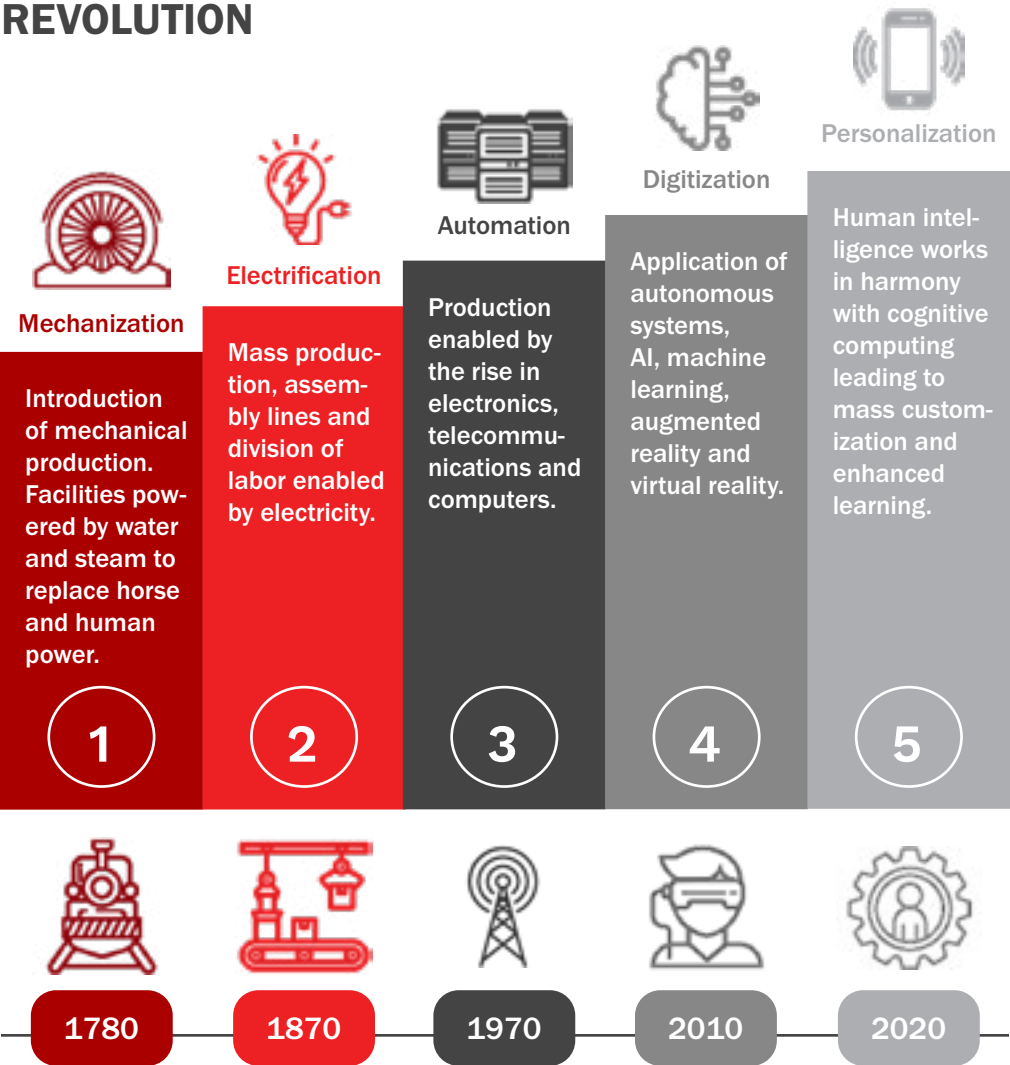 REVOLUTION
Mechanization
Introduction
of mechanical
production.
Facilities pow-
ered by water
and steam to
replace horse
and human
power.
1
1780
Electrification
Mass produc-
tion, assem-
bly lines and
division of
labor enabled
by electricity.
2
1870
Automation
Production
enabled by
the rise in
electronics,
telecommu-
nications and
computers.
3
1970
Digitization
Application of
autonomous
systems,
AI, machine
learning,
augmented
reality and
virtual reality.
4
2010
Personalization
Human intel-
ligence works
in harmony
with cognitive
computing
leading to
mass custom-
ization and
enhanced
learning.
5
2020